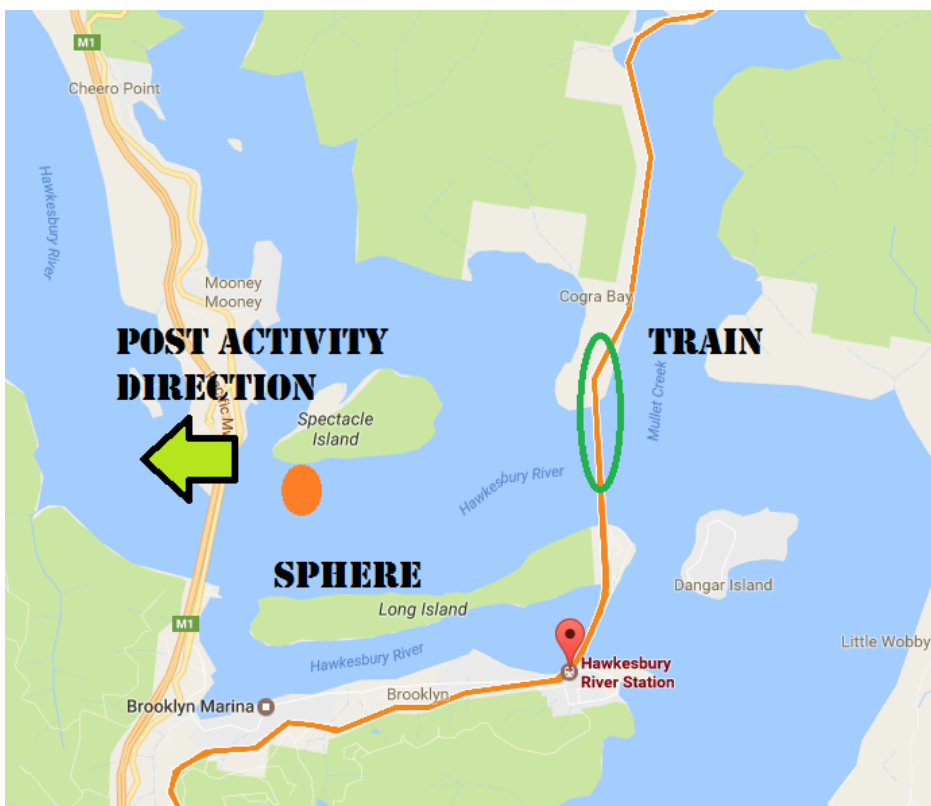 M1
Cheero Point
Hawkesbury River
Mooney
Mooney
Cogra Bay
POST ACTIVITY
DIRECTION
TRAIN
Mullet Creek
Spectacle
Island
Hawkesbury River
SPHERE
Long Island
Dangar Island
M1
Hawkesbury River
Little Wobby
Hawkesbury
River Station
Brooklyn
Brooklyn Marina